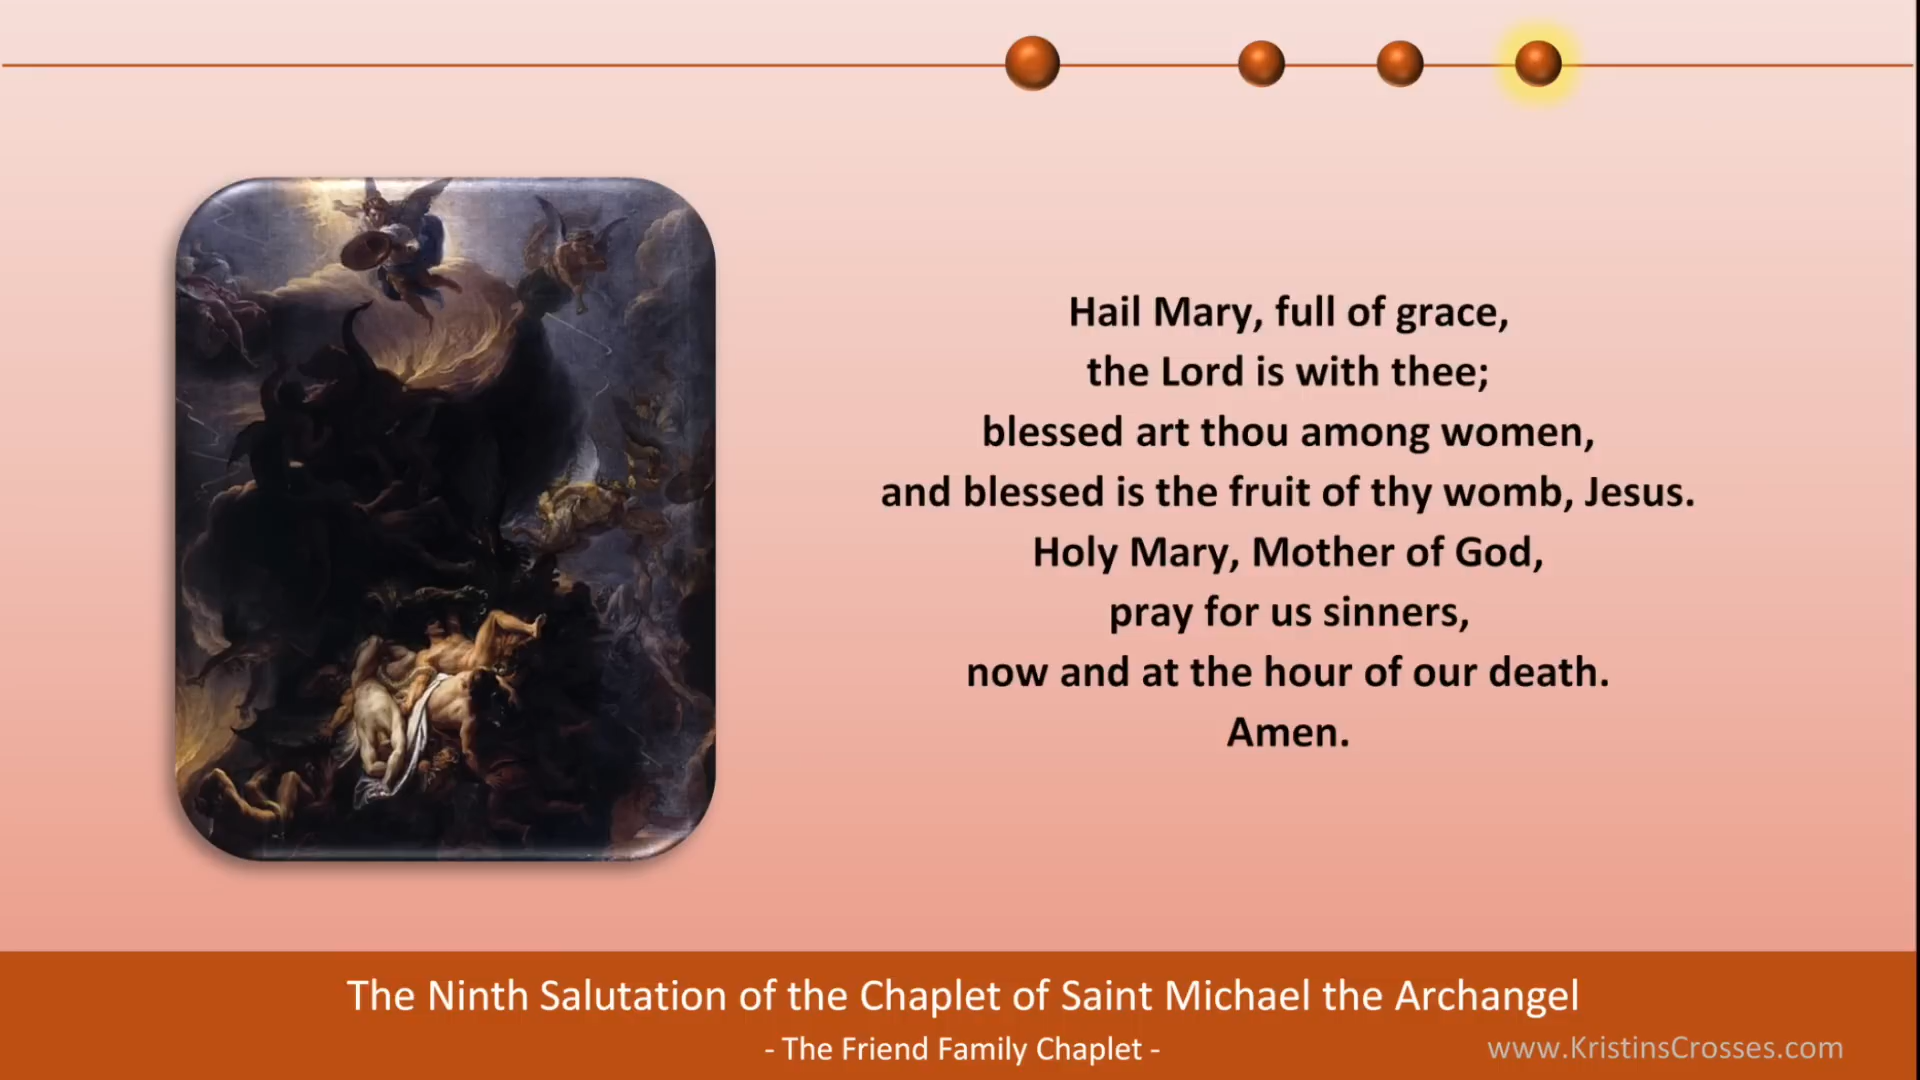 Hail Mary, full of grace,
the Lord is with thee;
blessed art thou among women,
and blessed is the fruit of thy womb, Jesus.
Holy Mary, Mother of God,
pray for us sinners,
now and at the hour of our death.
Amen.
The Ninth Salutation of the Chaplet of Saint Michael the Archangel
- The Friend Family Chaplet -
www.KristinsCrosses.com